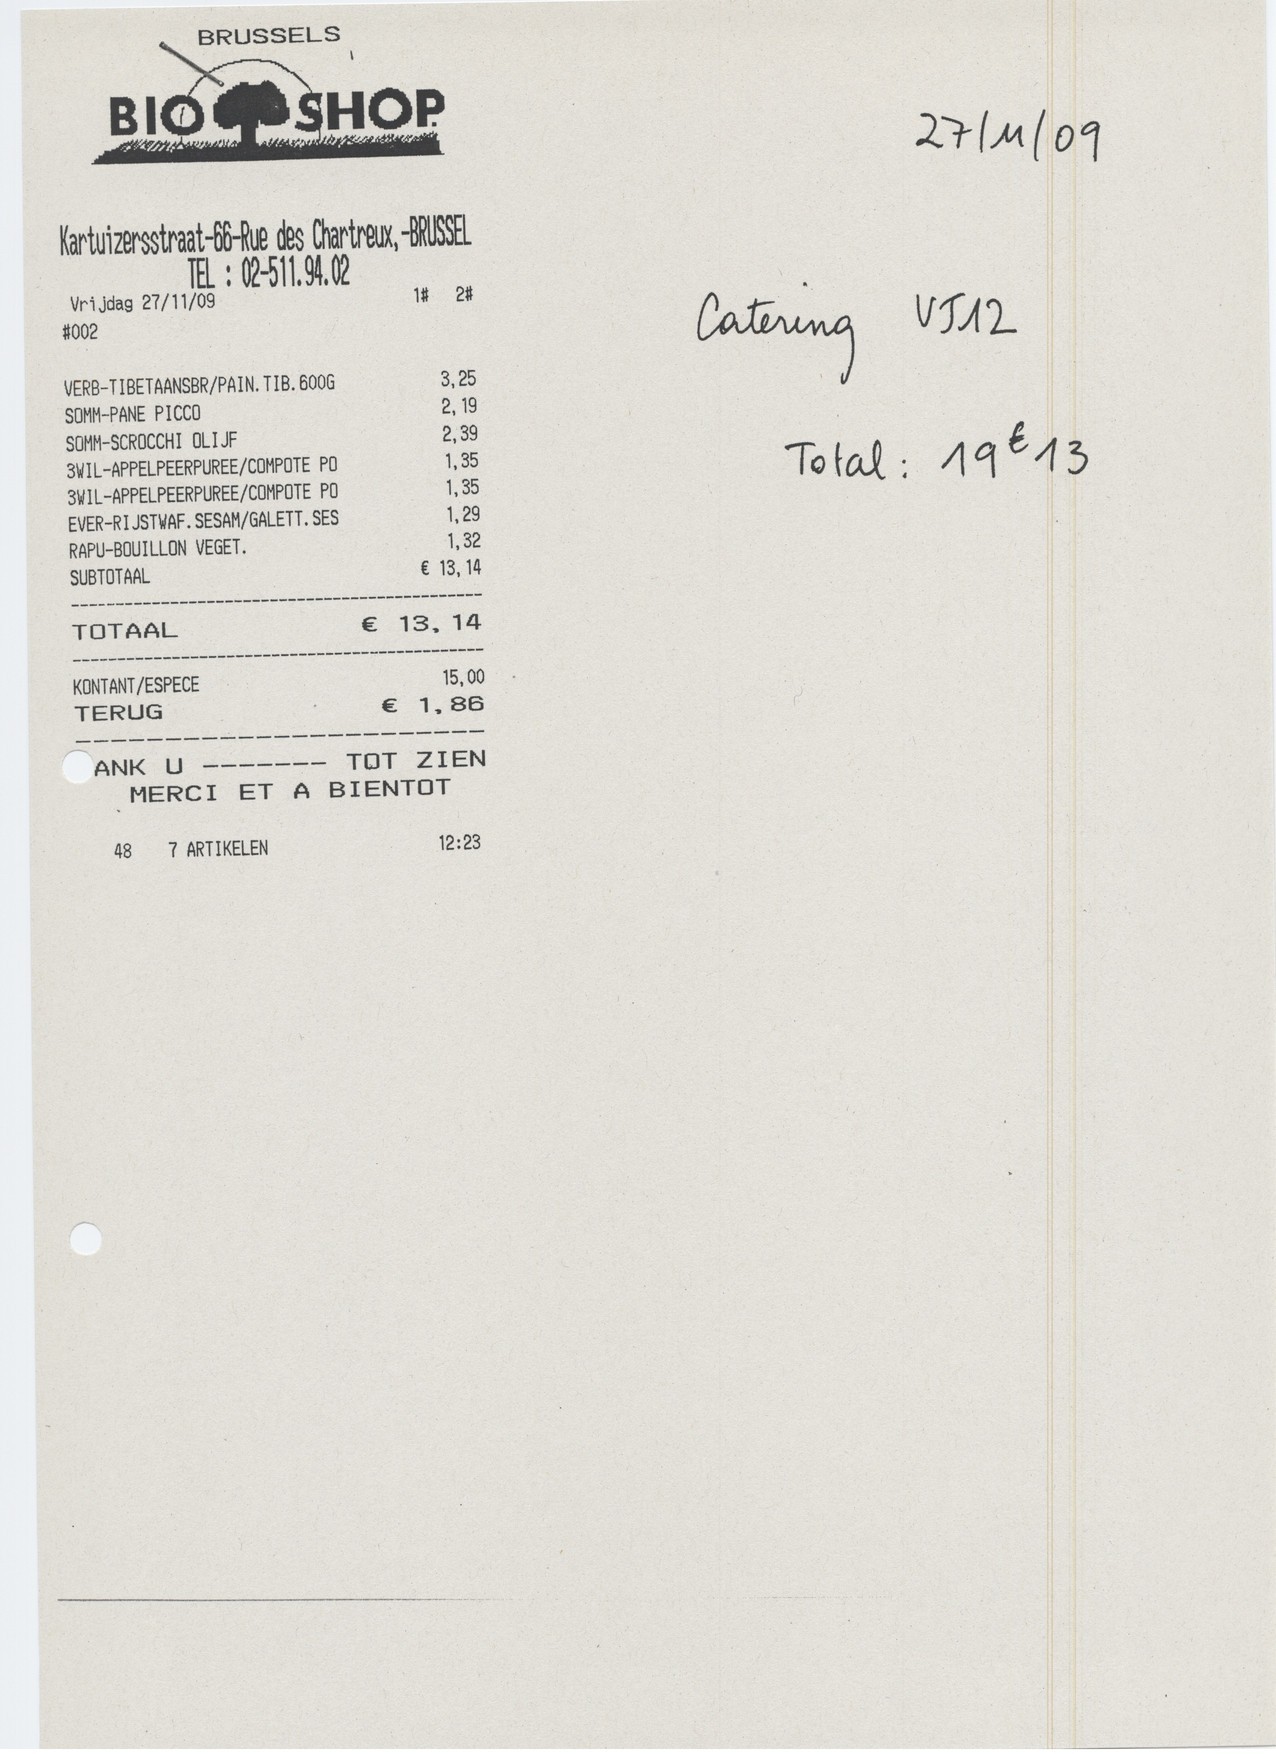 BRUSSELS
BIO SHOP
Kartuizersstraat-66-Rue des Chartreux,-BRUSSEL
TEL : 02-511.94.02
Vrijdag 27/11/09 1# 2#
#002
VERB-TIBETAANSBR/PAIN.TIB.600G 3,25
SOMM-PANE PICCO 2,19
SOMM-SCROCCHI OLIJF 2,39
3WIL-APPELPEERPUREE/COMPOTE PO 1,35
3WIL-APPELPEERPUREE/COMPOTE PO 1,35
EVER-RIJSTWAF.SESAM/GALETT.SES 1,29
RAPU-BOUILLON VEGET. 1,32
SUBTOTAAL € 13,14
TOTAAL € 13,14
KONTANT/ESPECE 15,00
TERUG € 1,86
ANK U ------- TOT ZIEN
MERCI ET A BIENTOT
48 7 ARTIKELEN 12:23
27/11/09
Catering VJ12
Total: 19€13